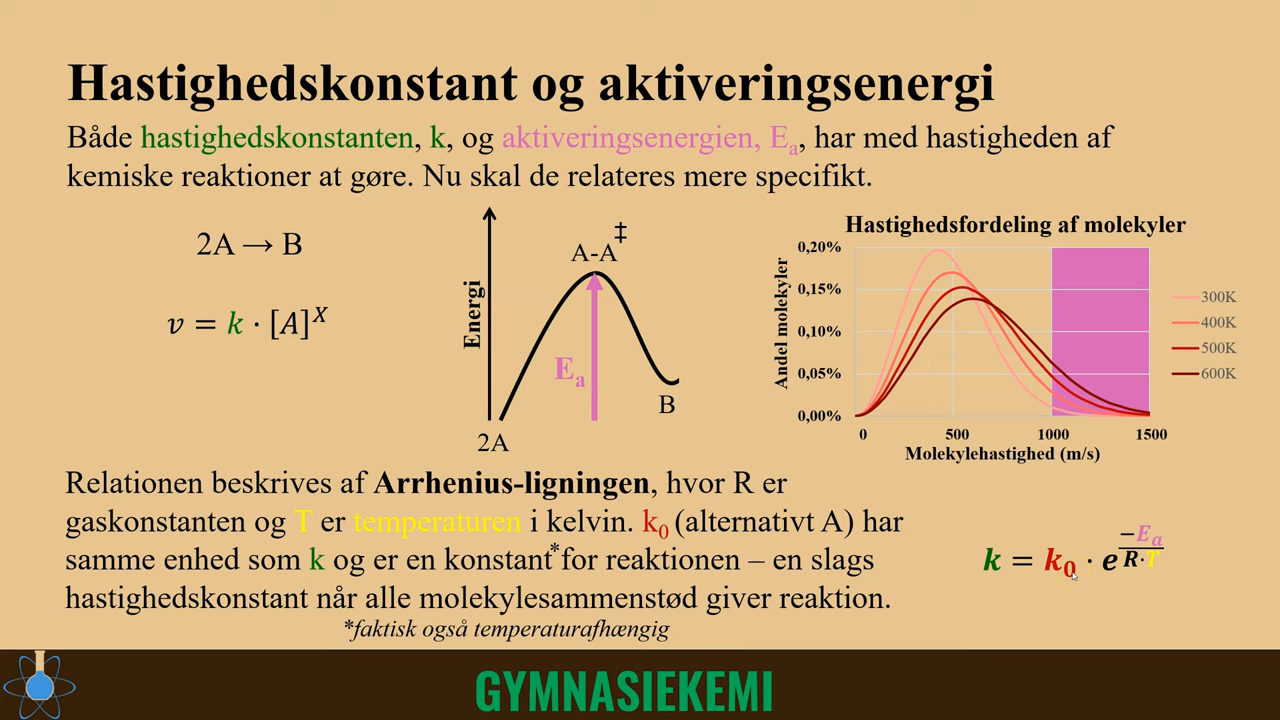 Hastighedskonstant og aktiveringsenergi
Både hastighedskonstanten, k, og aktiveringsenergien, Eₐ, har med hastigheden af
kemiske reaktioner at gøre. Nu skal de relateres mere specifikt.
2A → B
v = k · [A]^X
Energi
A-A‡
Eₐ
B
2A
Hastighedsfordeling af molekyler
Andel molekyler
0,20%
0,15%
0,10%
0,05%
0,00%
0 500 1000 1500
Molekylehastighed (m/s)
300K
400K
500K
600K
Relationen beskrives af Arrhenius-ligningen, hvor R er
gaskonstanten og T er temperaturen i kelvin. k₀ (alternativt A) har
samme enhed som k og er en konstant* for reaktionen – en slags
hastighedskonstant når alle molekylesammenstød giver reaktion.
*faktisk også temperaturafhængig
k = k₀ · e^(−Eₐ/(R·T))
GYMNASIEKEMI